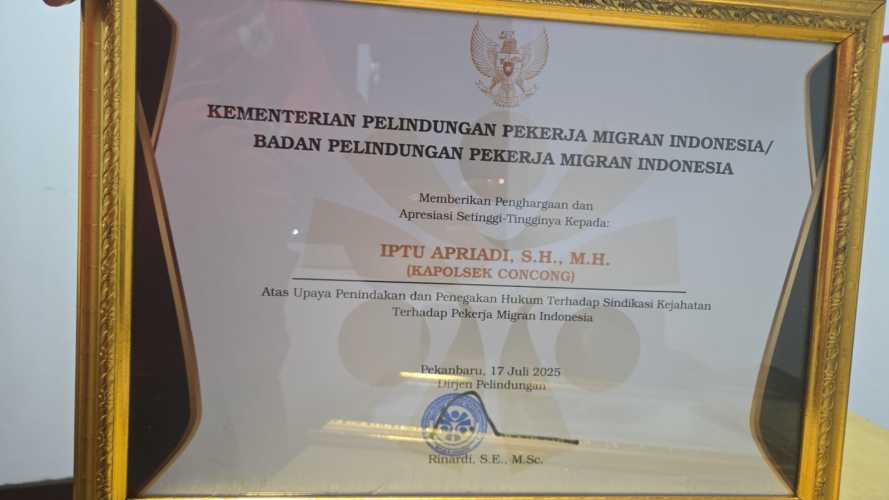 KEMENTERIAN PELINDUNGAN PEKERJA MIGRAN INDONESIA/
BADAN PELINDUNGAN PEKERJA MIGRAN INDONESIA
Memberikan Penghargaan dan
Apresiasi Setinggi-Tingginya Kepada:
IPTU APRIADI, S.H., M.H.
(KAPOLSEK CONCONG)
Atas Upaya Penindakan dan Penegakan Hukum Terhadap Sindikasi Kejahatan
Terhadap Pekerja Migran Indonesia
Pekanbaru, 17 Juli 2025
Dirjen Pelindungan
Rinardi, S.E., M.Sc.